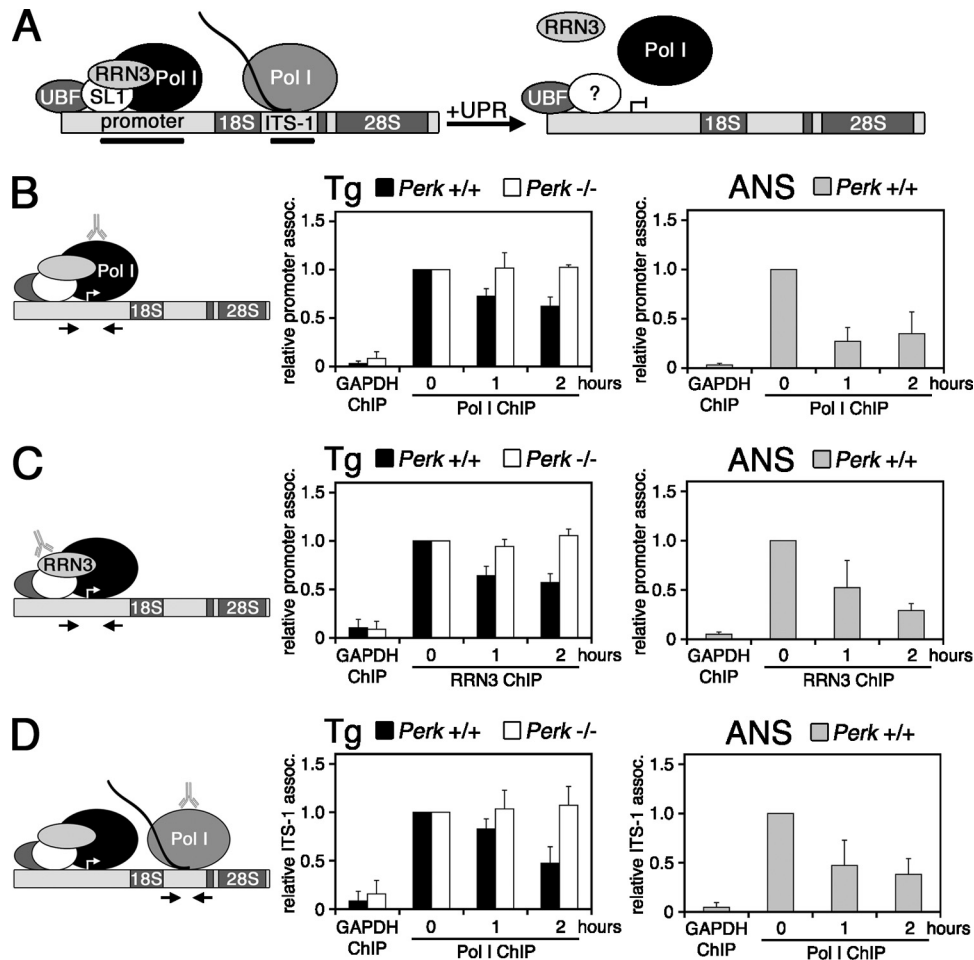 A
RRN3
Pol I
UBF
SL1
promoter
Pol I
18S
ITS-1
28S
+UPR
RRN3
Pol I
UBF
?
18S
28S
B
Pol I
18S
28S
Tg Perk +/+ Perk -/-
relative promoter assoc.
1.5
1.0
0.5
0
GAPDH
ChIP
0 1 2 hours
Pol I ChIP
ANS Perk +/+
relative promoter assoc.
1.5
1.0
0.5
0
GAPDH
ChIP
0 1 2 hours
Pol I ChIP
C
RRN3
18S
28S
Tg Perk +/+ Perk -/-
relative promoter assoc.
1.5
1.0
0.5
0
GAPDH
ChIP
0 1 2 hours
RRN3 ChIP
ANS Perk +/+
relative promoter assoc.
1.5
1.0
0.5
0
GAPDH
ChIP
0 1 2 hours
RRN3 ChIP
D
Pol I
18S
28S
Tg Perk +/+ Perk -/-
relative ITS-1 assoc.
1.5
1.0
0.5
0
GAPDH
ChIP
0 1 2 hours
Pol I ChIP
ANS Perk +/+
relative ITS-1 assoc.
1.5
1.0
0.5
0
GAPDH
ChIP
0 1 2 hours
Pol I ChIP